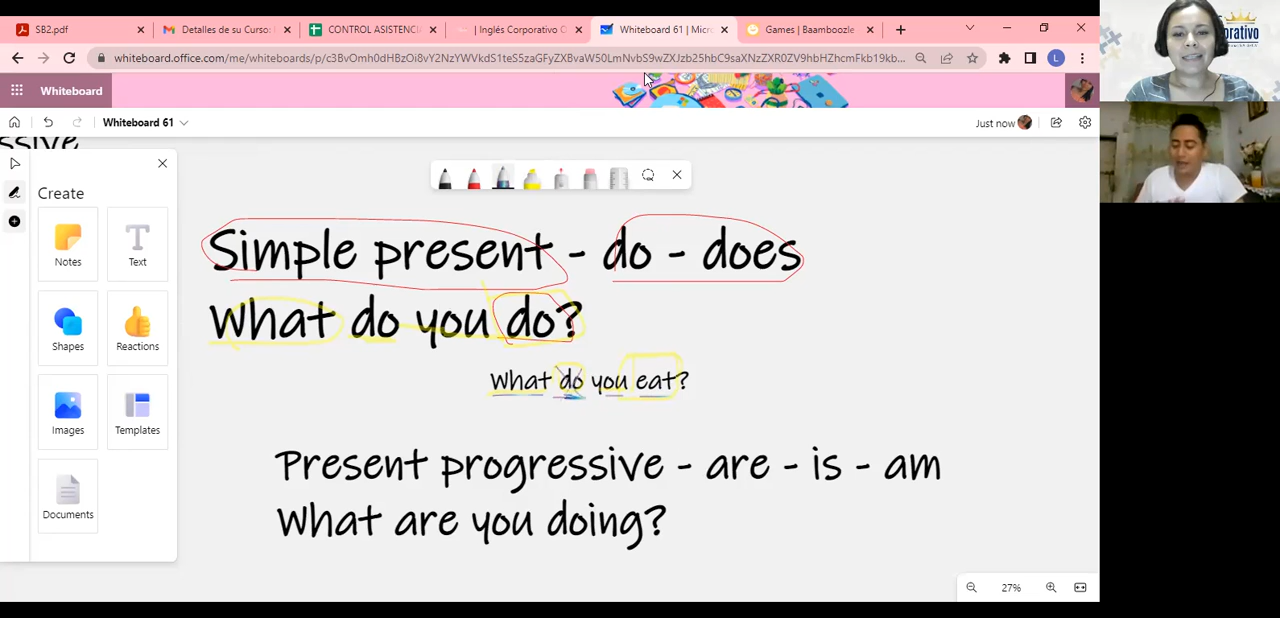 SB2.pdf
Detalles de su Curso:
CONTROL ASISTENCI
| Inglés Corporativo O
Whiteboard 61 | Micr
Games | Baamboozle
whiteboard.office.com/me/whiteboards/p/
L
Whiteboard
Whiteboard 61
Just now
ssive
Create
Notes
Text
Shapes
Reactions
Images
Templates
Documents
Simple present - do - does
What do you do?
What do you eat?
Present progressive - are - is - am
What are you doing?
27%
orativo